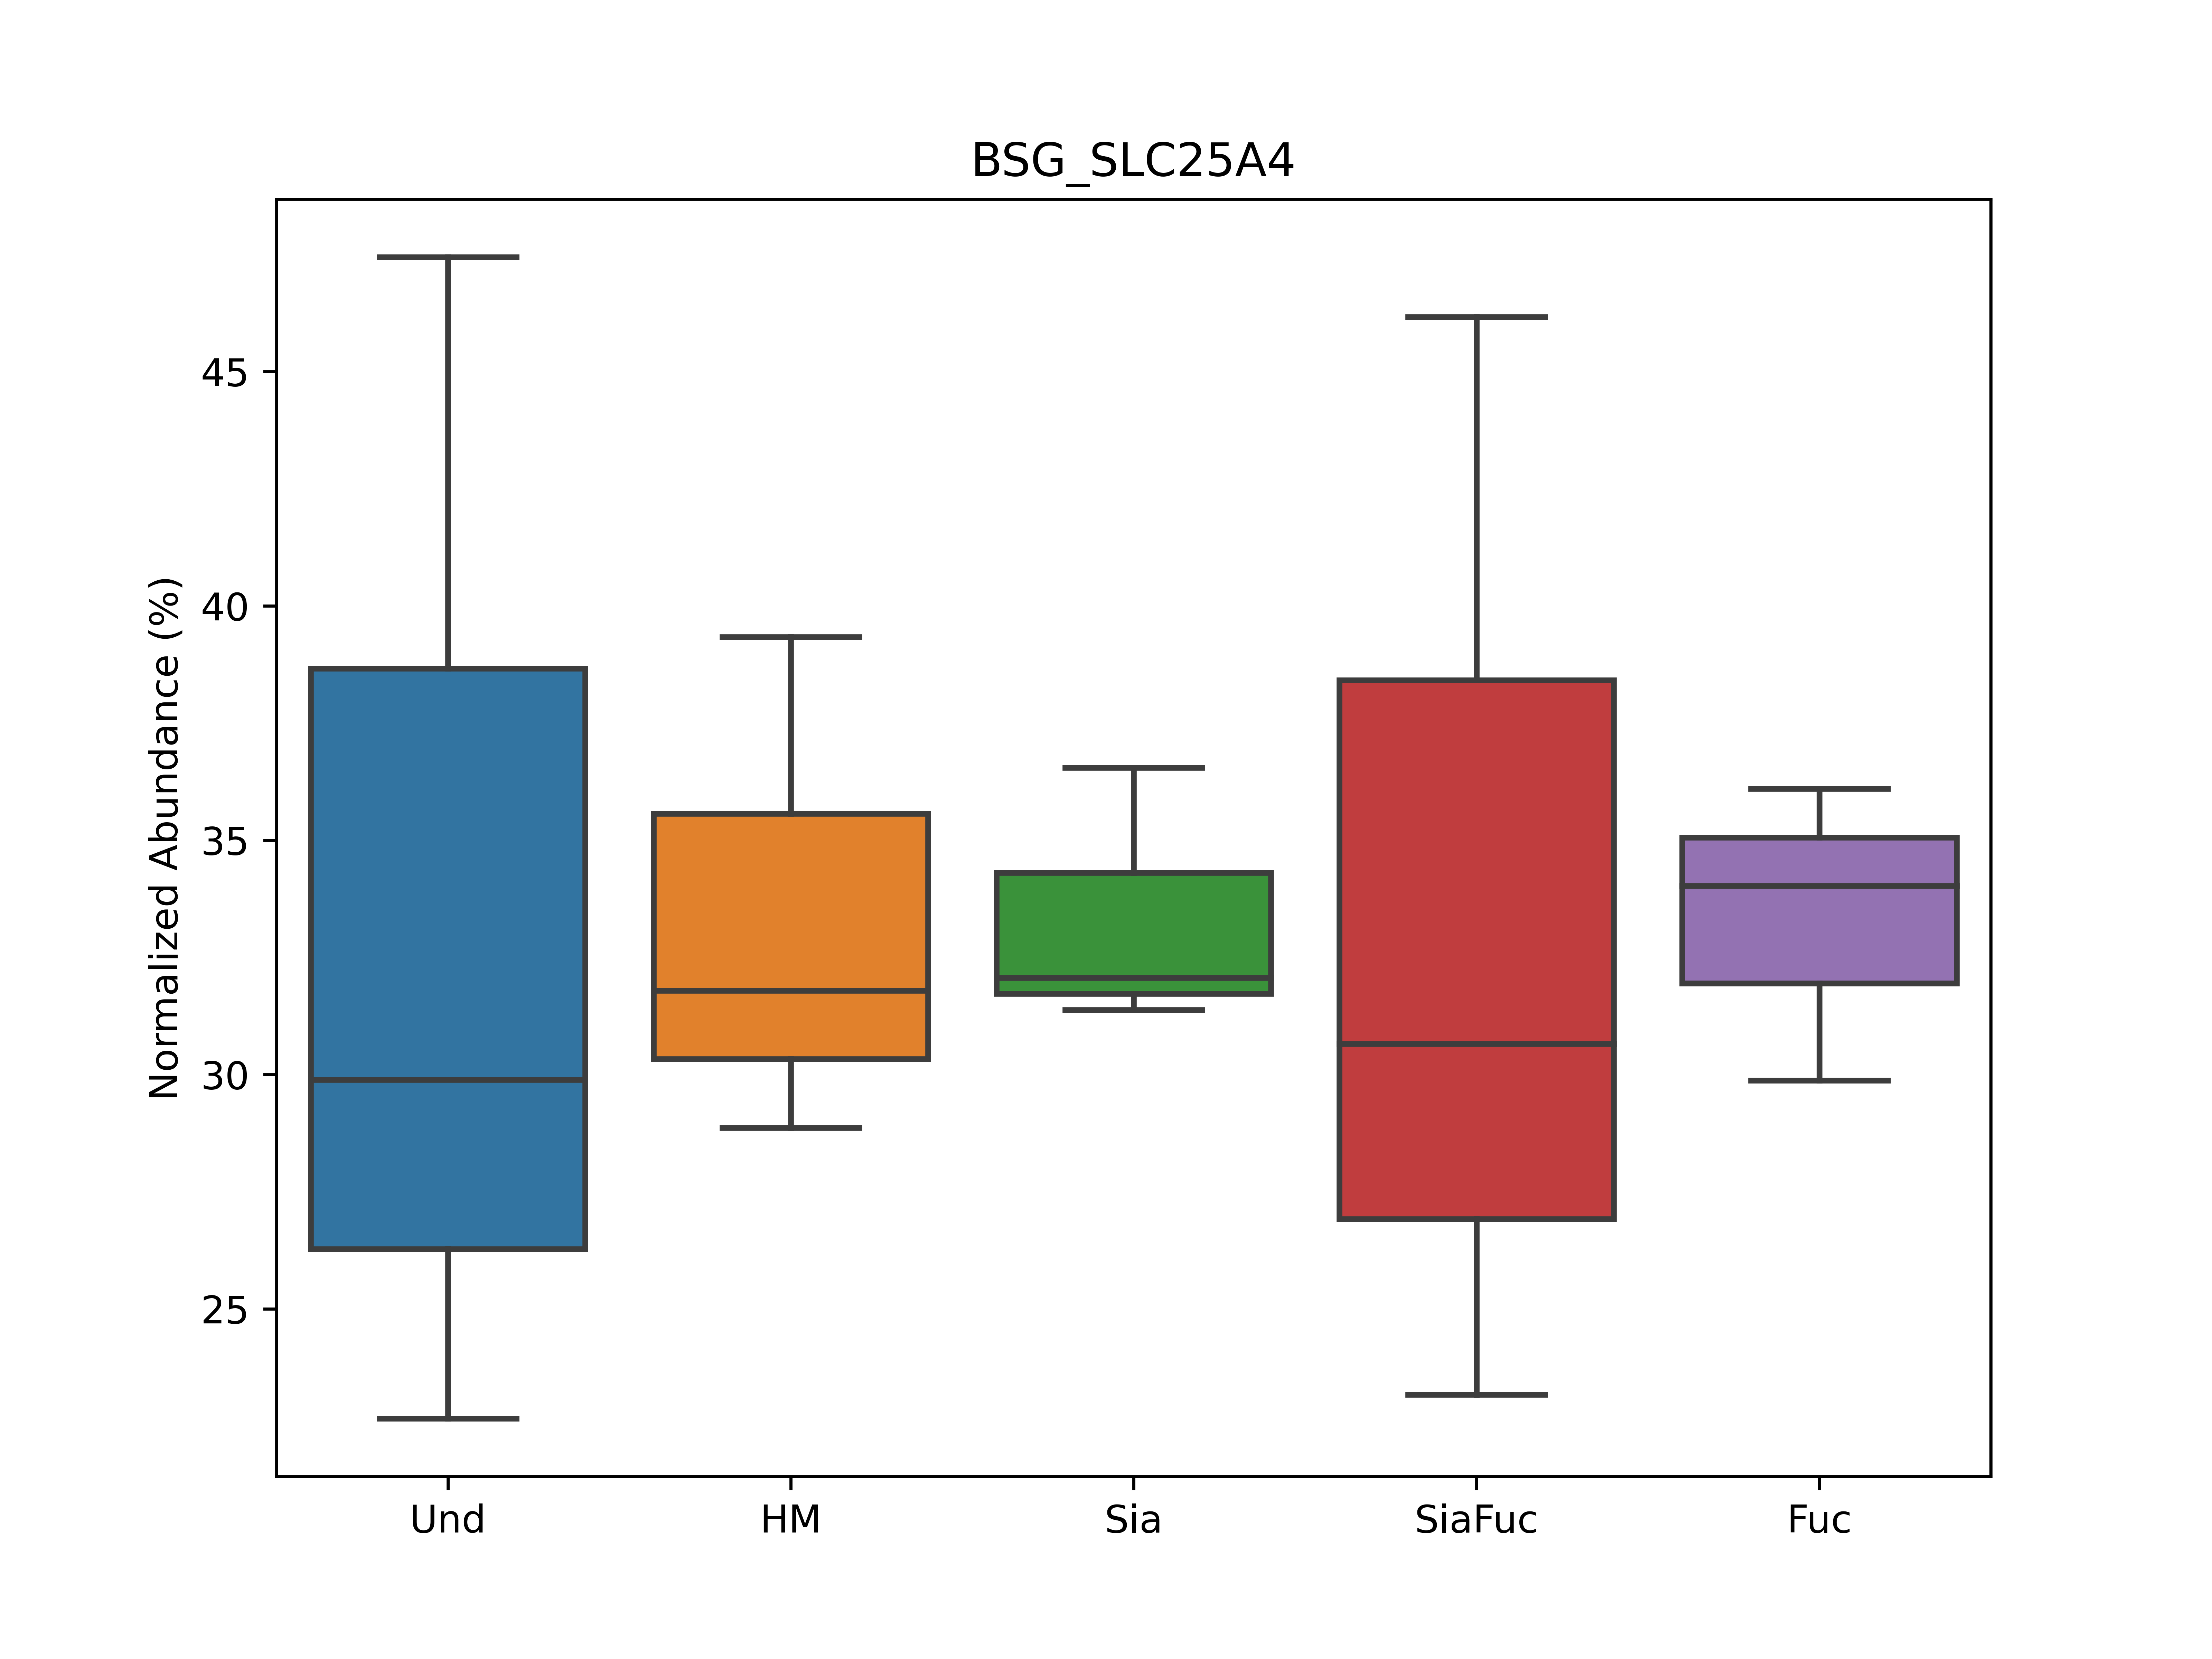 BSG_SLC25A4
Normalized Abundance (%)
45
40
35
30
25
Und
HM
Sia
SiaFuc
Fuc